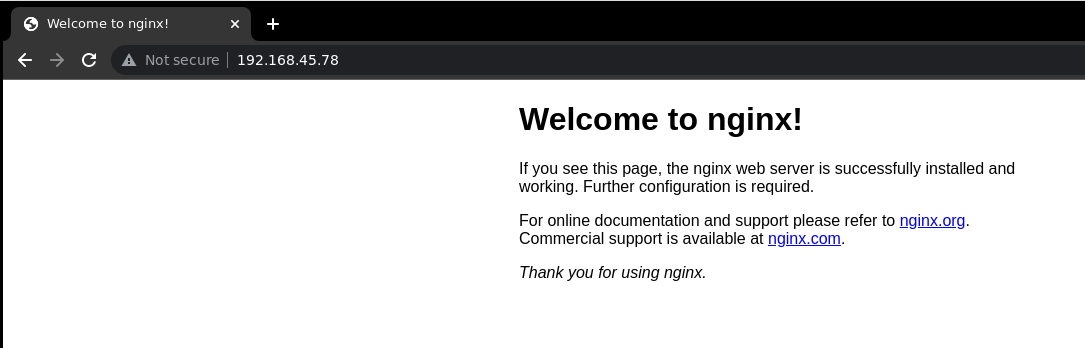 Welcome to nginx!
Not secure
192.168.45.78
Welcome to nginx!
If you see this page, the nginx web server is successfully installed and
working. Further configuration is required.
For online documentation and support please refer to nginx.org.
Commercial support is available at nginx.com.
Thank you for using nginx.